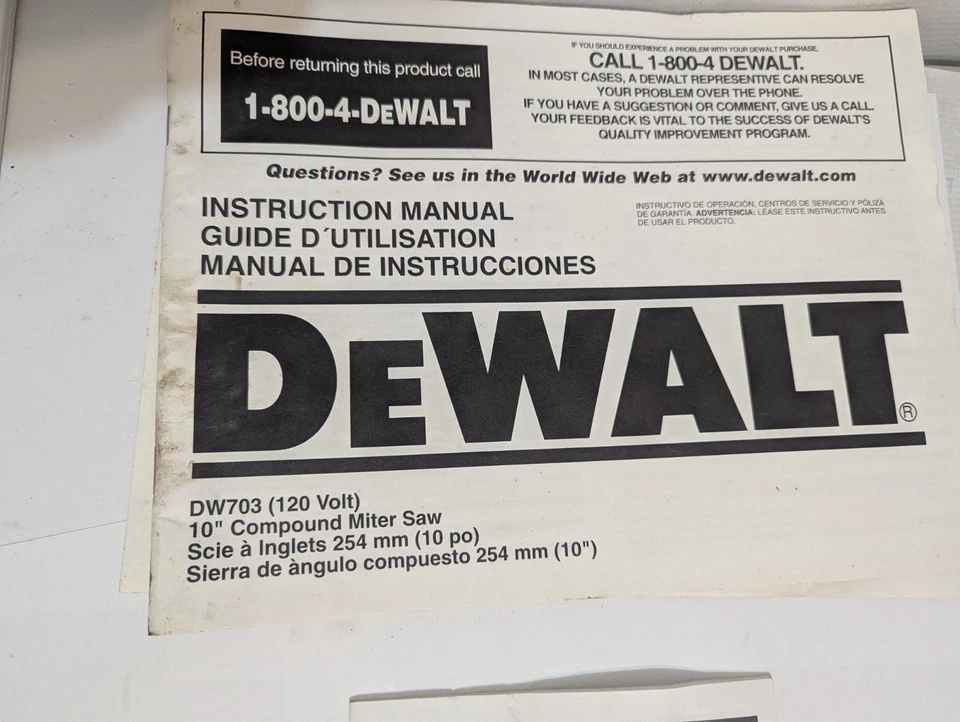 Before returning this product call
1-800-4-DEWALT
IF YOU SHOULD EXPERIENCE A PROBLEM WITH YOUR DEWALT PURCHASE,
CALL 1-800-4 DEWALT.
IN MOST CASES, A DEWALT REPRESENTIVE CAN RESOLVE
YOUR PROBLEM OVER THE PHONE.
IF YOU HAVE A SUGGESTION OR COMMENT, GIVE US A CALL.
YOUR FEEDBACK IS VITAL TO THE SUCCESS OF DEWALT'S
QUALITY IMPROVEMENT PROGRAM.
Questions? See us in the World Wide Web at www.dewalt.com
INSTRUCTION MANUAL
GUIDE D´UTILISATION
MANUAL DE INSTRUCCIONES
INSTRUCTIVO DE OPERACIÓN, CENTROS DE SERVICIO Y PÓLIZA
DE GARANTÍA. ADVERTENCIA: LÉASE ESTE INSTRUCTIVO ANTES
DE USAR EL PRODUCTO.
DEWALT®
DW703 (120 Volt)
10" Compound Miter Saw
Scie à Inglets 254 mm (10 po)
Sierra de àngulo compuesto 254 mm (10")